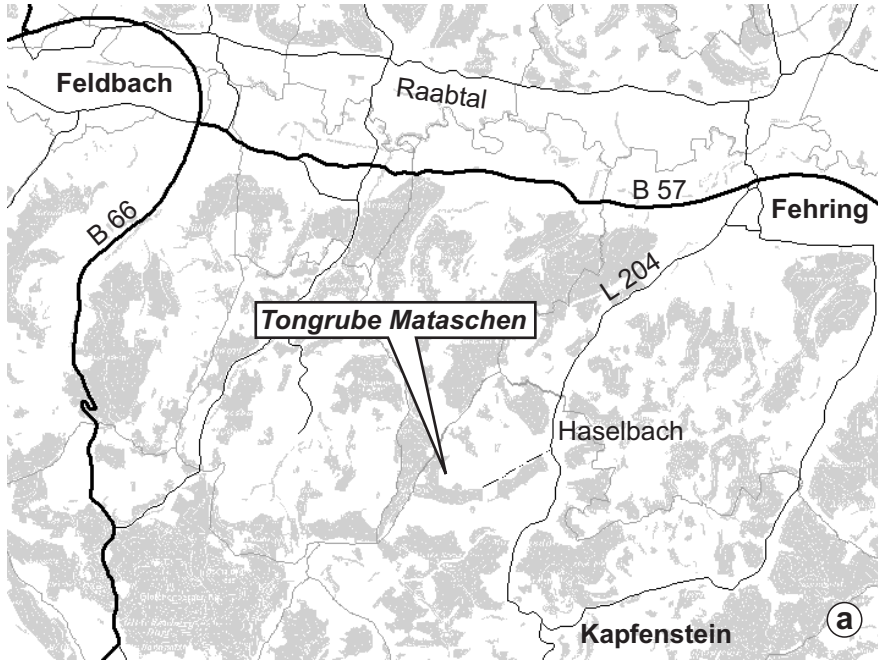 Feldbach
Raabtal
B 57
Fehring
B 66
L 204
Tongrube Mataschen
Haselbach
Kapfenstein
a